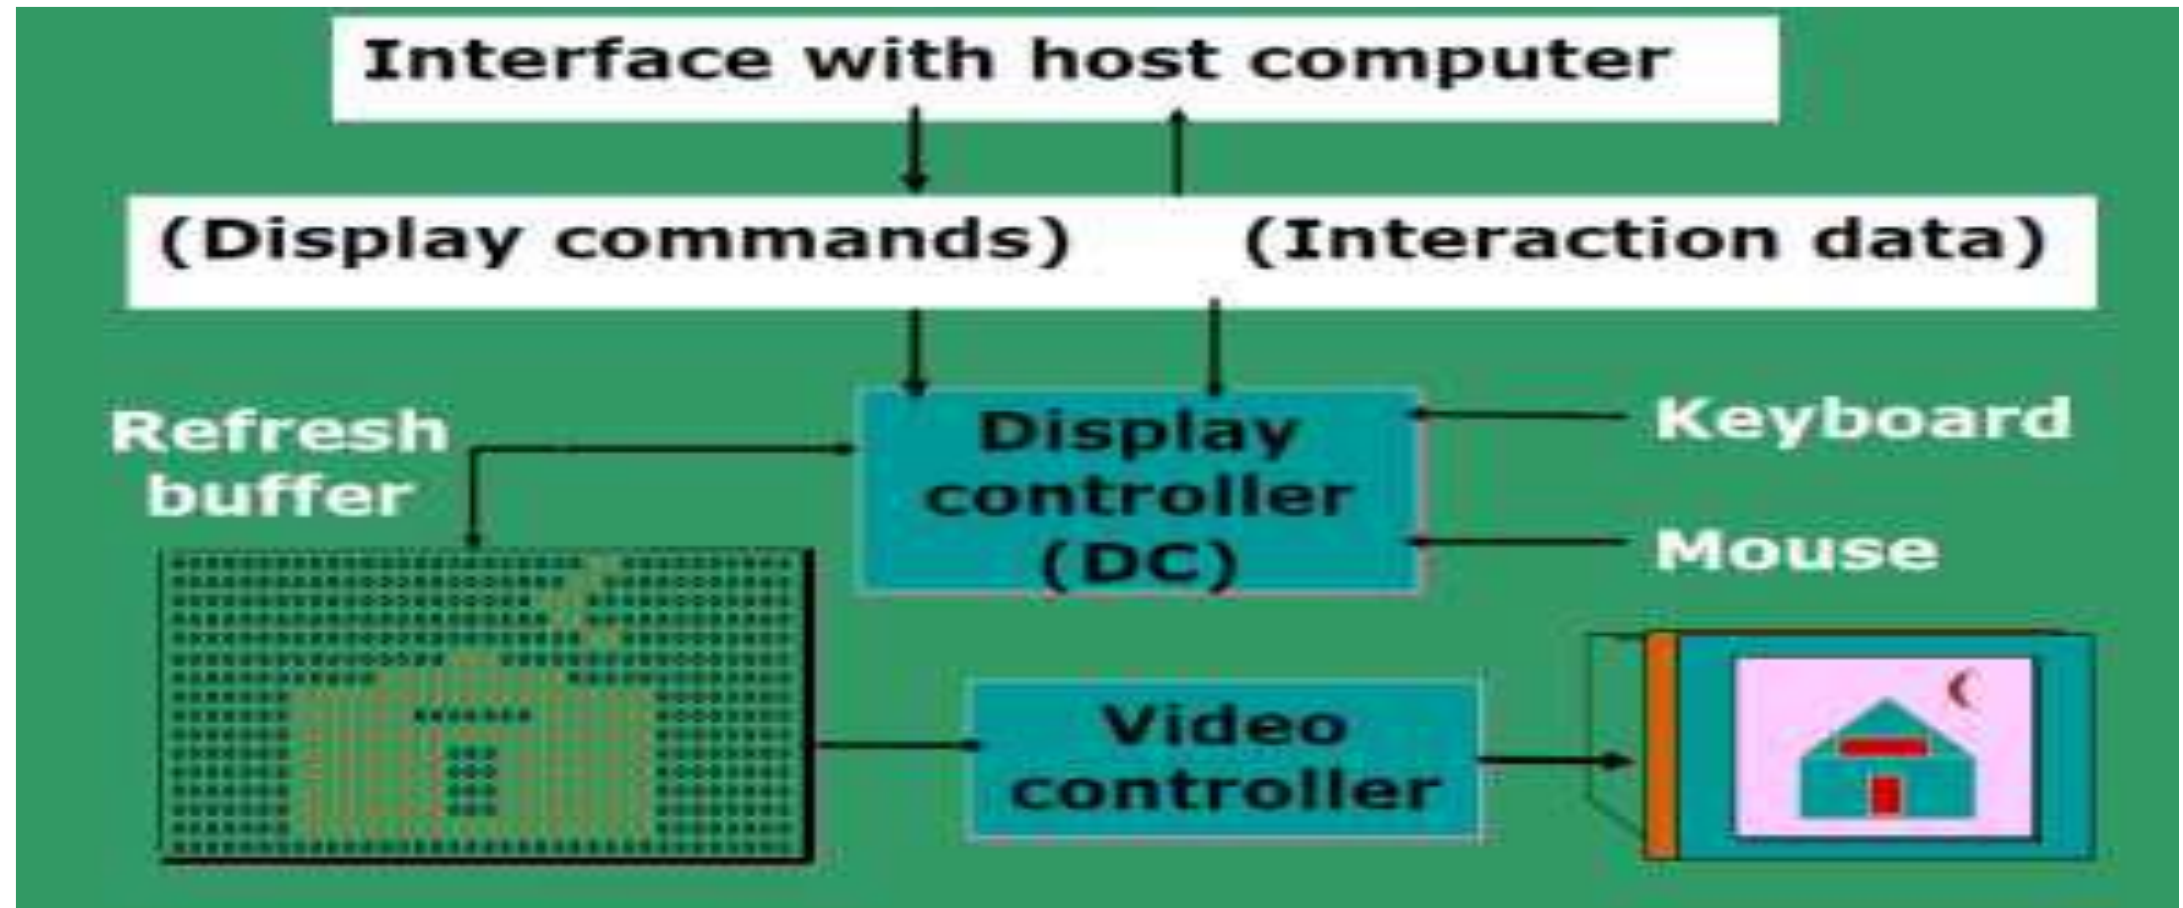 Interface with host computer
(Display commands) (Interaction data)
Refresh
buffer
Display
controller
(DC)
Keyboard
Mouse
Video
controller